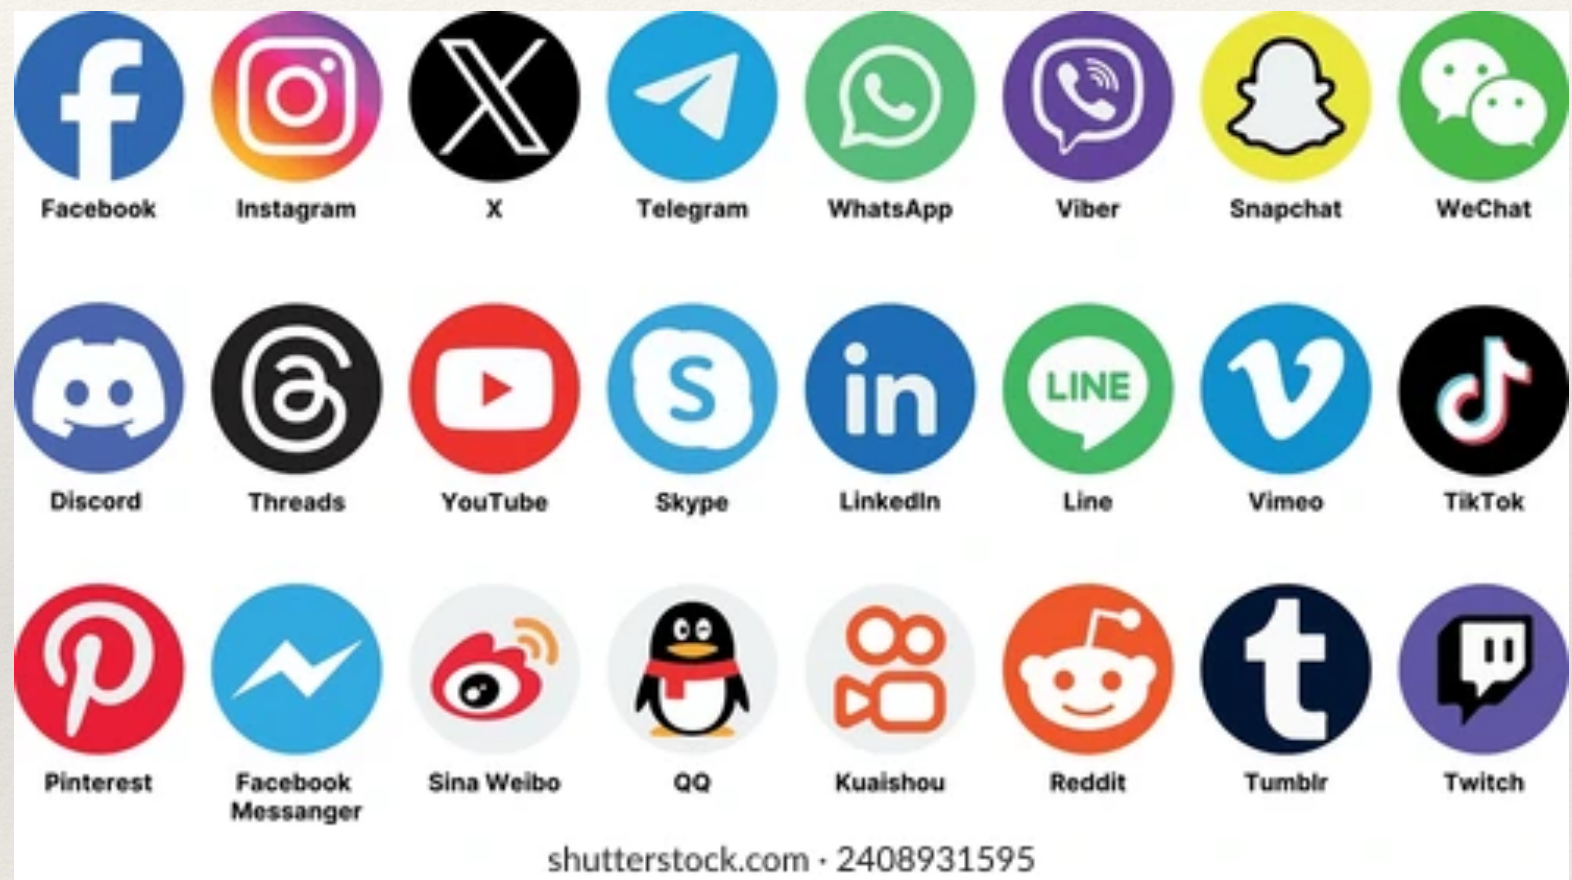 Facebook Instagram X Telegram WhatsApp Viber Snapchat WeChat
LINE
Discord Threads YouTube Skype LinkedIn Line Vimeo TikTok
Pinterest Facebook Messanger Sina Weibo QQ Kuaishou Reddit Tumblr Twitch
shutterstock.com · 2408931595